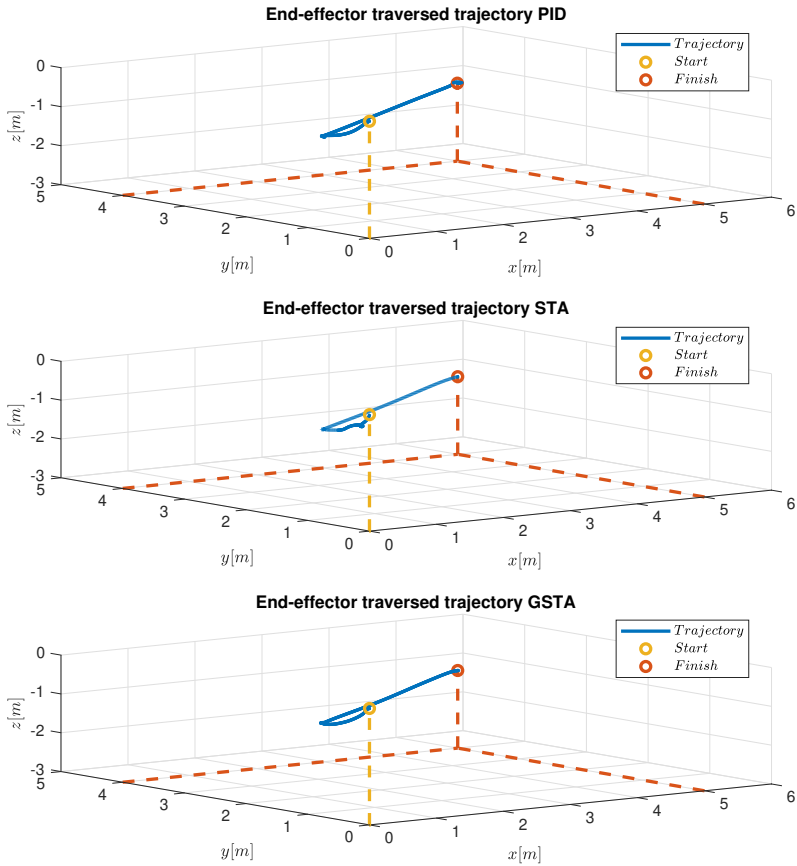 End-effector traversed trajectory PID
Trajectory
Start
Finish
0
-1
-2
-3
z[m]
5
4
3
2
1
0
y[m]
0
1
2
3
4
5
6
x[m]
End-effector traversed trajectory STA
Trajectory
Start
Finish
0
-1
-2
-3
z[m]
5
4
3
2
1
0
y[m]
0
1
2
3
4
5
6
x[m]
End-effector traversed trajectory GSTA
Trajectory
Start
Finish
0
-1
-2
-3
z[m]
5
4
3
2
1
0
y[m]
0
1
2
3
4
5
6
x[m]